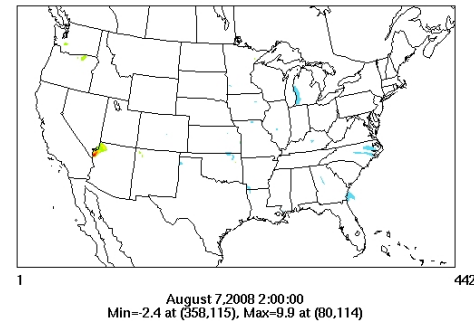 1
442
August 7,2008 2:00:00
Min=-2.4 at (358,115), Max=9.9 at (80,114)